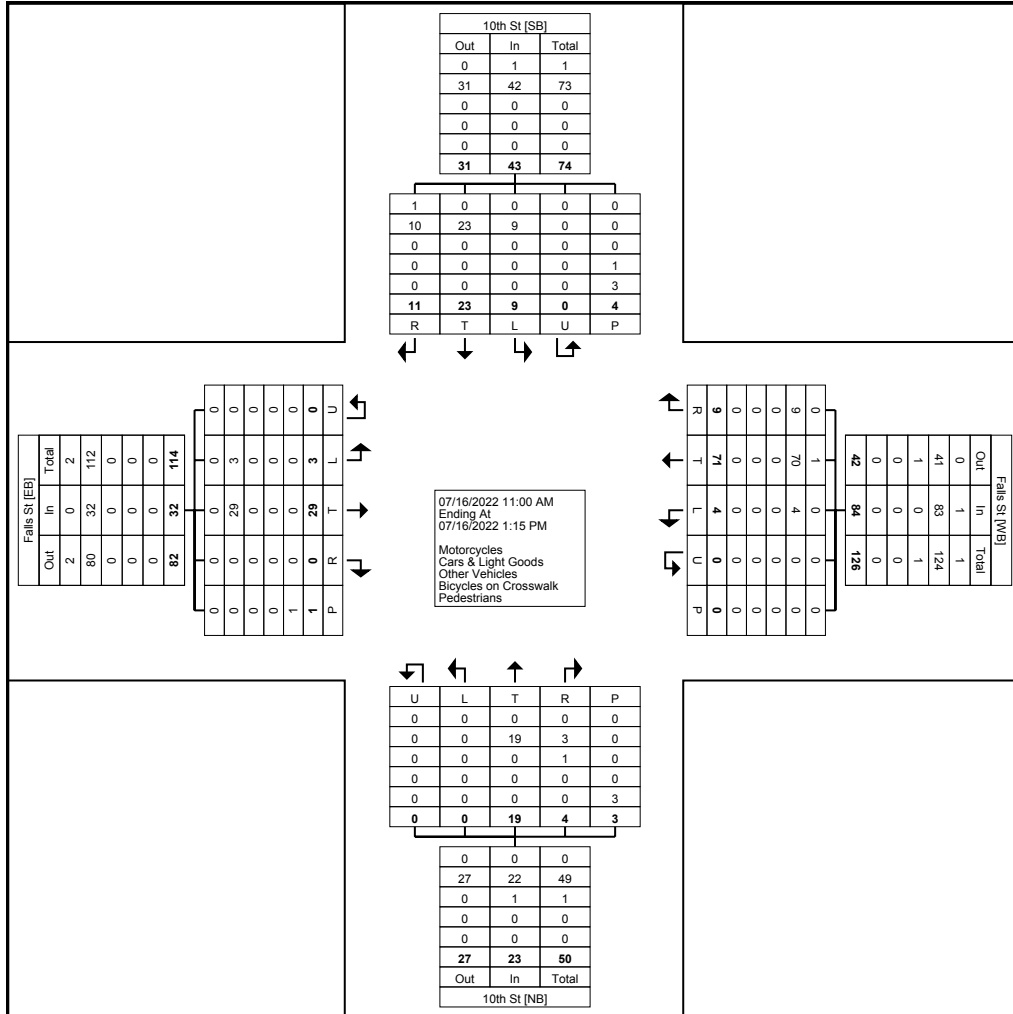 10th St [SB]
Out In Total
0 1 1
31 42 73
0 0 0
0 0 0
0 0 0
31 43 74
1 0 0 0 0
10 23 9 0 0
0 0 0 0 0
0 0 0 0 1
0 0 0 0 3
11 23 9 0 4
R T L U P
Falls St [EB]
Total 2 112 0 0 0 114
In 0 32 0 0 0 32
Out 2 80 0 0 0 82
0 0 0 0 0 0 U
0 3 0 0 0 3 L
0 29 0 0 0 29 T
0 0 0 0 0 0 R
0 0 0 0 1 1 P
07/16/2022 11:00 AM
Ending At
07/16/2022 1:15 PM
Motorcycles
Cars & Light Goods
Other Vehicles
Bicycles on Crosswalk
Pedestrians
R 9 0 0 0 9 0
T 71 0 0 0 70 1
L 4 0 0 0 4 0
U 0 0 0 0 0 0
P 0 0 0 0 0 0
Falls St [WB]
Out 0 41 1 0 0 42
In 1 83 0 0 0 84
Total 1 124 1 0 0 126
U L T R P
0 0 0 0 0
0 0 19 3 0
0 0 0 1 0
0 0 0 0 0
0 0 0 0 3
0 0 19 4 3
0 0 0
27 22 49
0 1 1
0 0 0
0 0 0
27 23 50
Out In Total
10th St [NB]